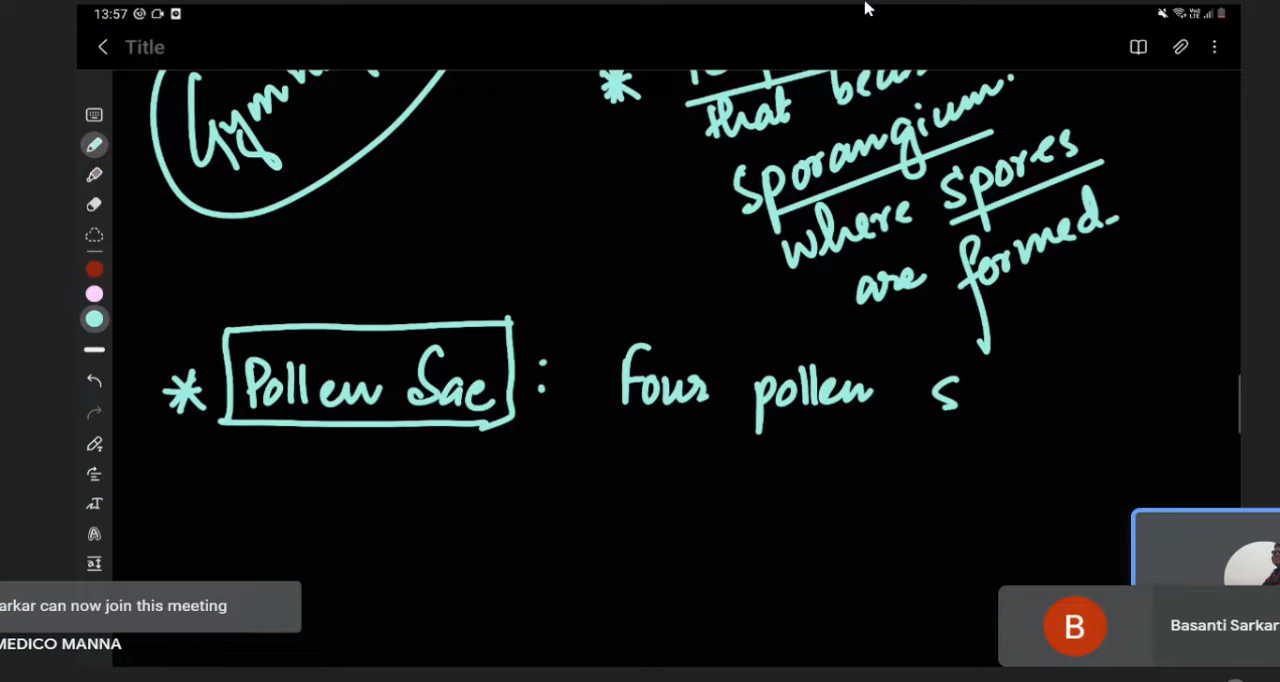 13:57
Title
Gymn
*
that bear
sporangium.
where spores
are formed.
* Pollen Sac : Four pollen s
arkar can now join this meeting
MEDICO MANNA
B
Basanti Sarkar